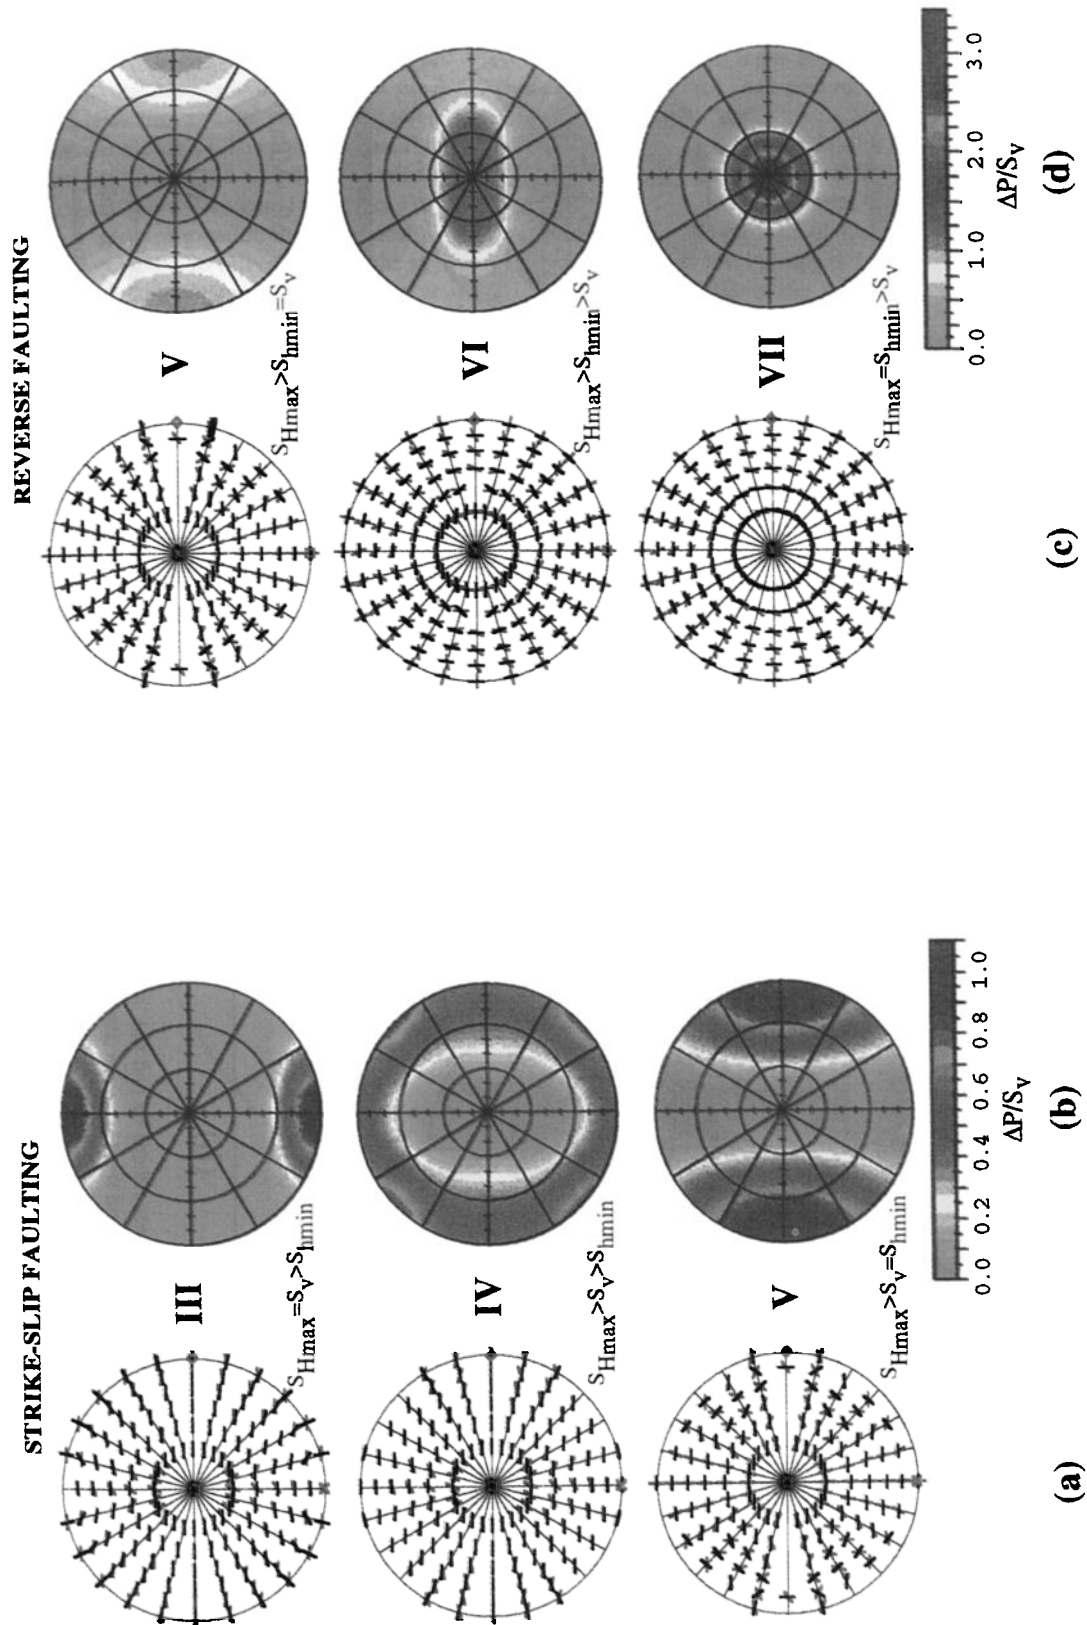 STRIKE-SLIP FAULTING
III
SHmax=Sv>Shmin
IV
SHmax>Sv>Shmin
V
SHmax>Sv=Shmin
0.0 0.2 0.4 0.6 0.8 1.0
ΔP/Sv
(a)
(b)
REVERSE FAULTING
V
SHmax>Shmin=Sv
VI
SHmax>Shmin>Sv
VII
SHmax=Shmin>Sv
0.0 1.0 2.0 3.0
ΔP/Sv
(c)
(d)